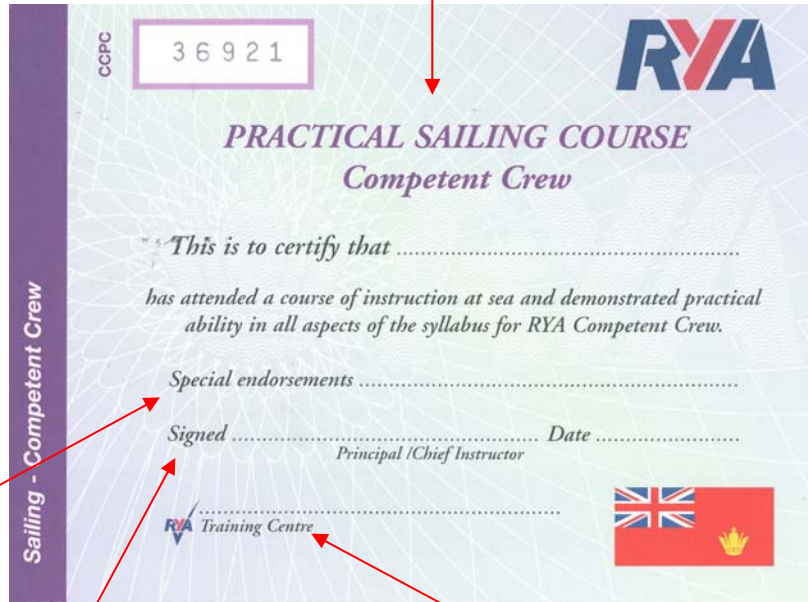 CCPC
36921
RYA
PRACTICAL SAILING COURSE
Competent Crew
This is to certify that ..........................................................
has attended a course of instruction at sea and demonstrated practical
ability in all aspects of the syllabus for RYA Competent Crew.
Special endorsements ................................................................
Signed .................................................... Date ........................
Principal /Chief Instructor
............................................................
RYA Training Centre
Sailing - Competent Crew